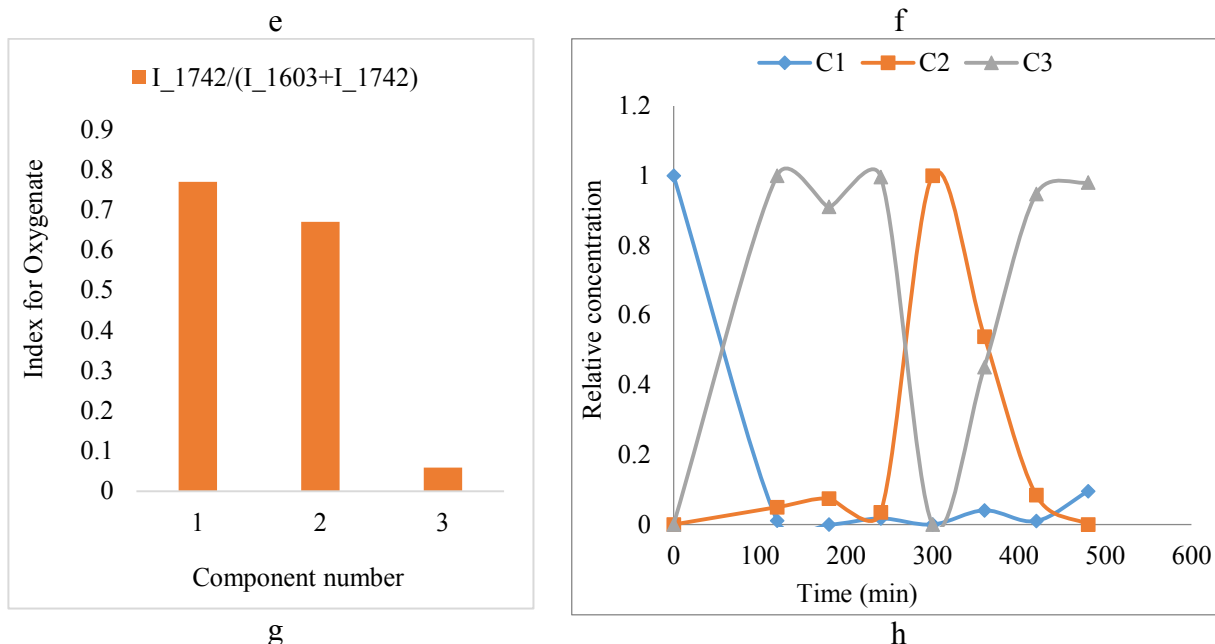 e
f
I_1742/(I_1603+I_1742)
Index for Oxygenate
0.9
0.8
0.7
0.6
0.5
0.4
0.3
0.2
0.1
0
1 2 3
Component number
C1 C2 C3
Relative concentration
1.2
1
0.8
0.6
0.4
0.2
0
0 100 200 300 400 500 600
Time (min)
g
h